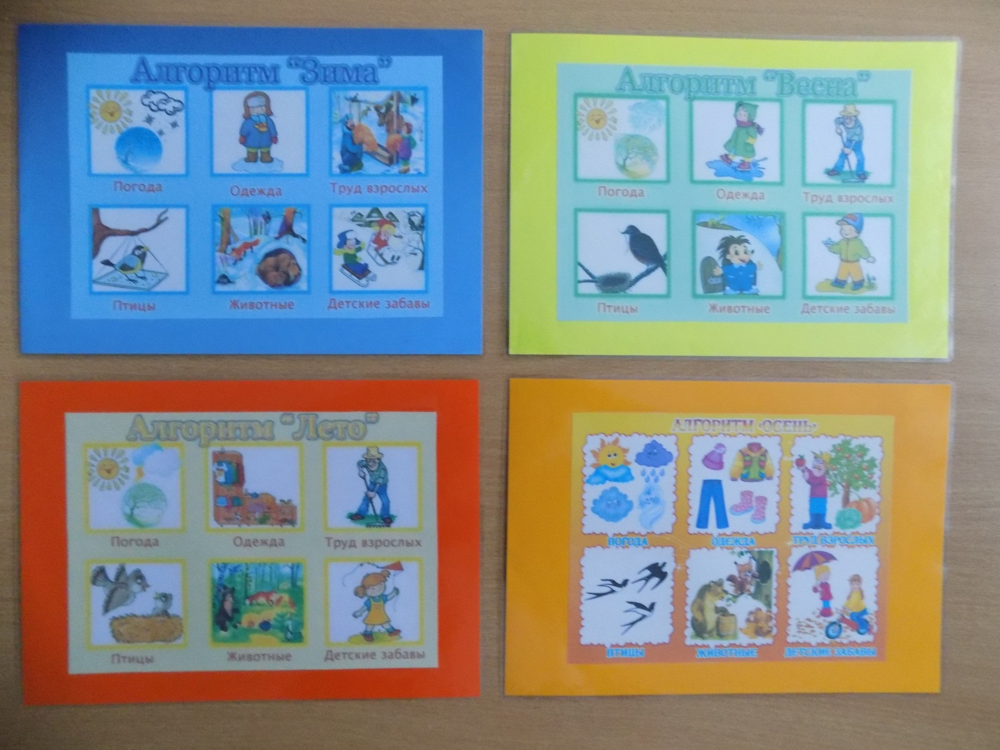 Алгоритм “Зима”
Погода
Одежда
Труд взрослых
Птицы
Животные
Детские забавы
Алгоритм “Весна”
Погода
Одежда
Труд взрослых
Птицы
Животные
Детские забавы
Алгоритм “Лето”
Погода
Одежда
Труд взрослых
Птицы
Животные
Детские забавы
АЛГОРИТМ «ОСЕНЬ»
ПОГОДА
ОДЕЖДА
ТРУД ВЗРОСЛЫХ
ПТИЦЫ
ЖИВОТНЫЕ
ДЕТСКИЕ ЗАБАВЫ